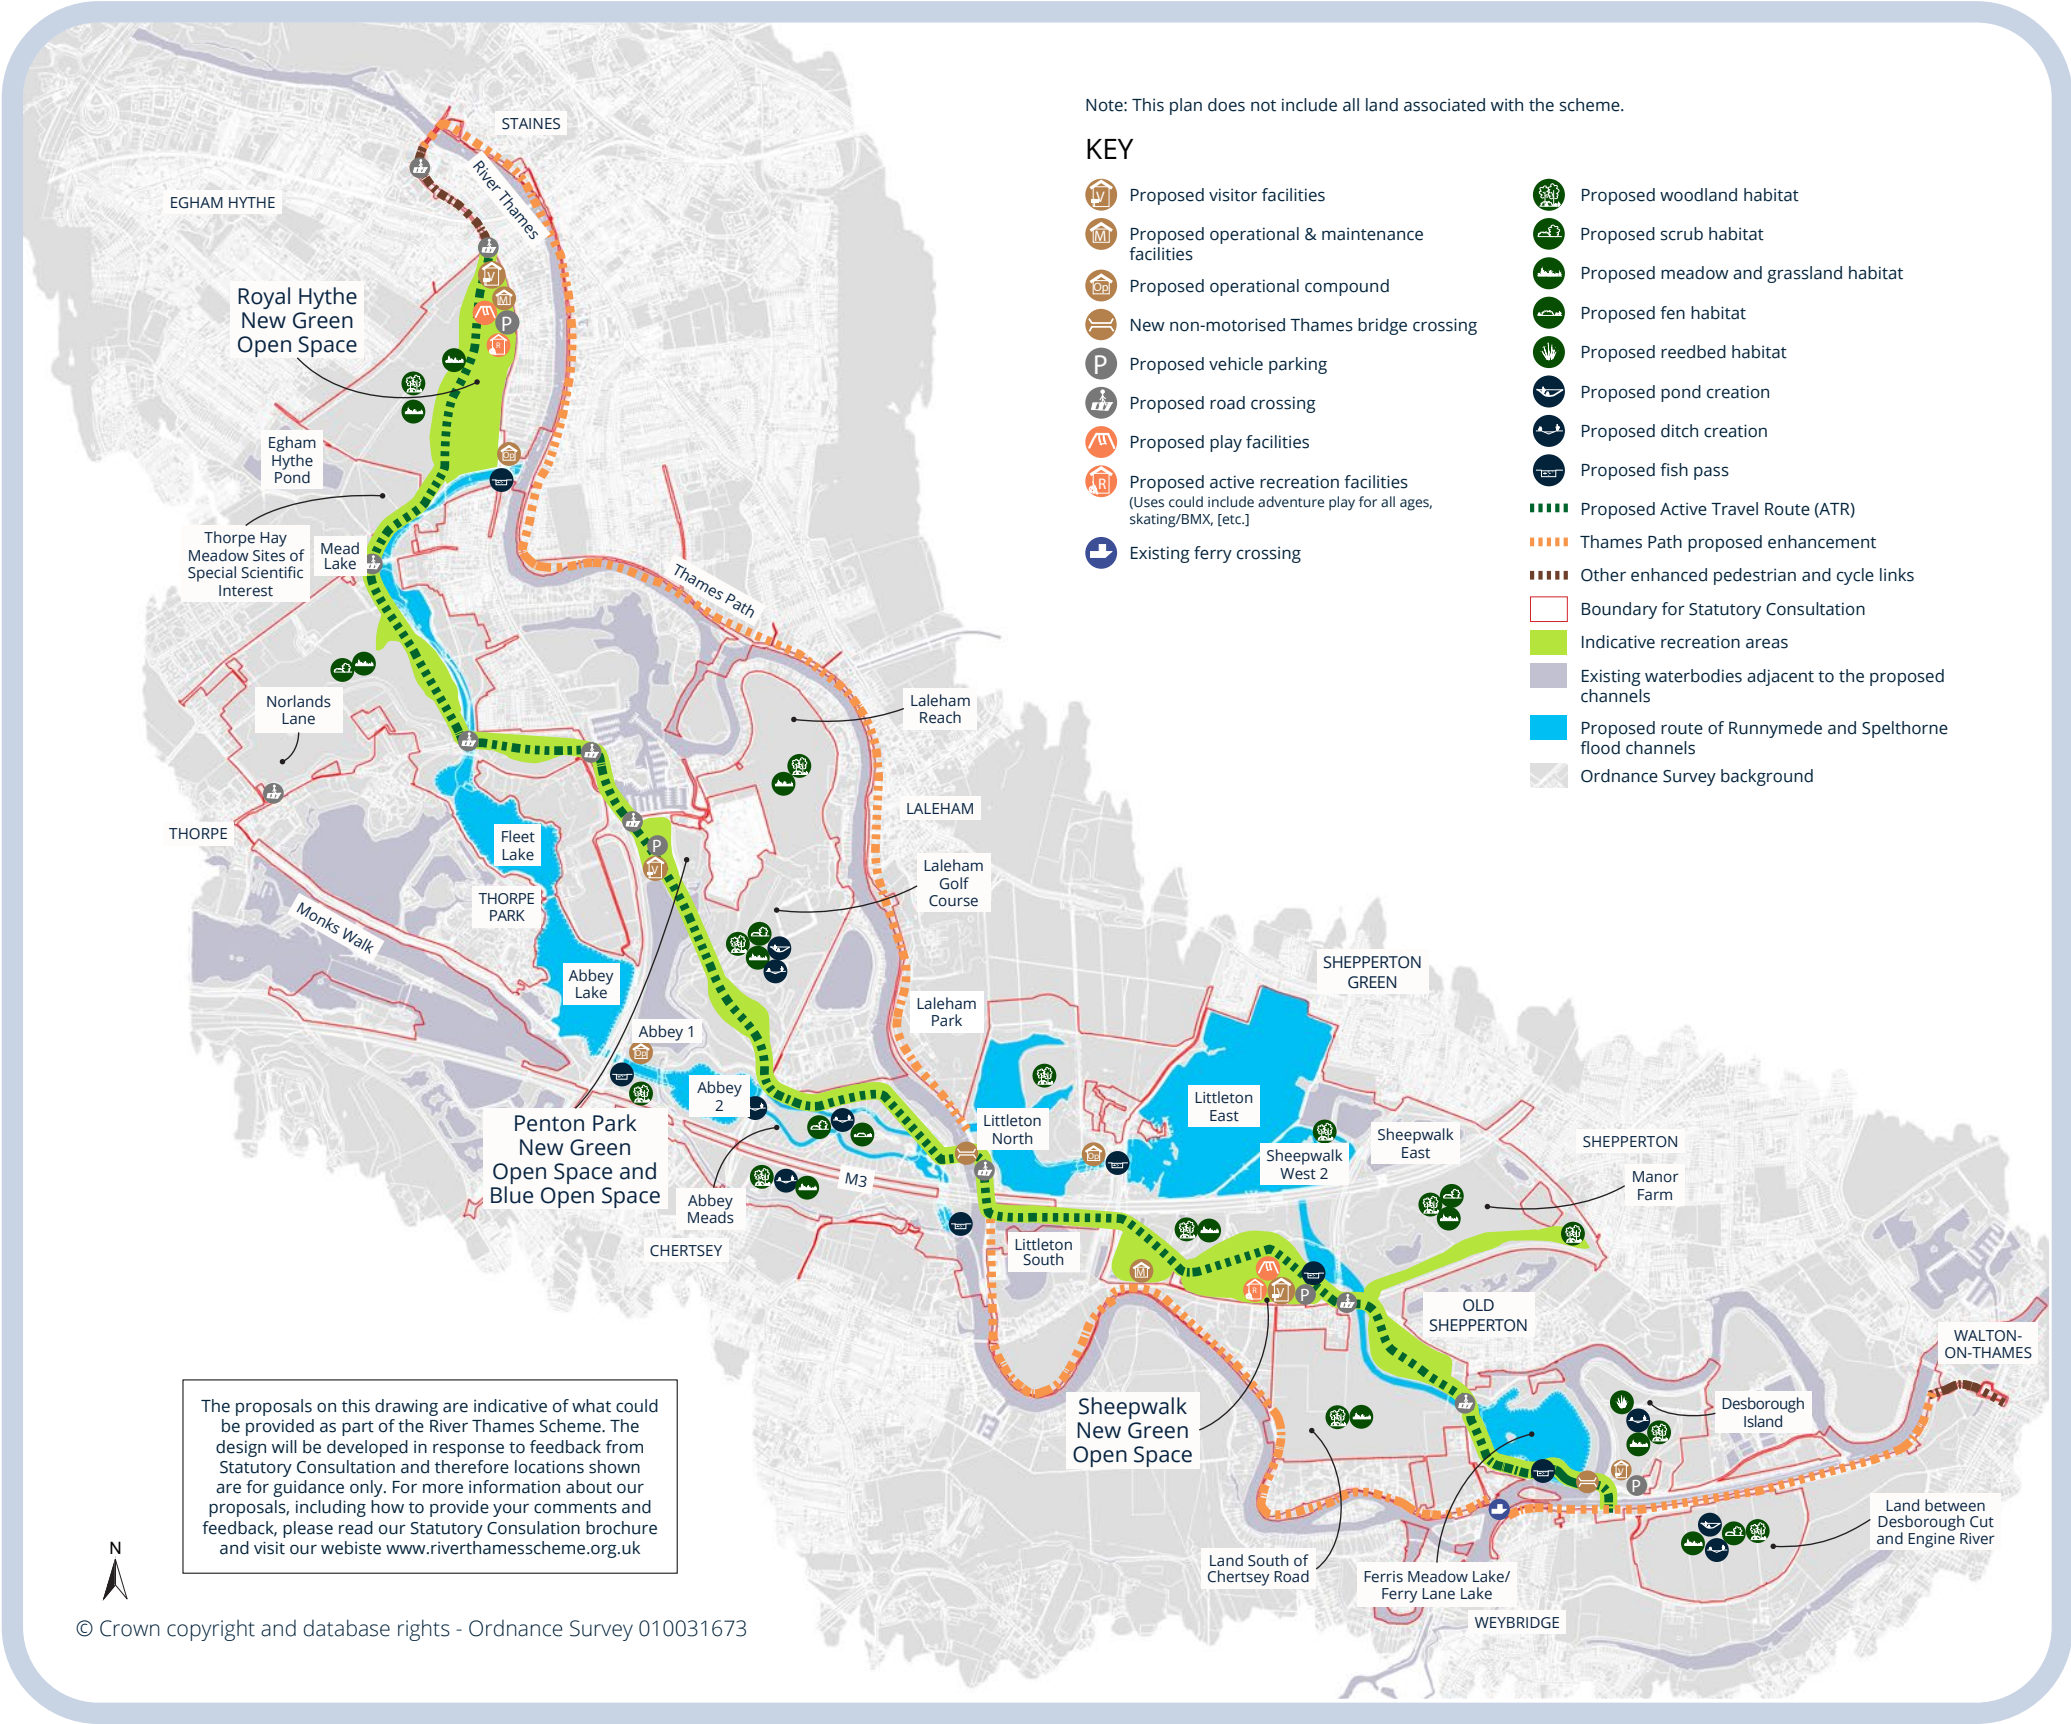 Note: This plan does not include all land associated with the scheme.
KEY
Proposed visitor facilities
Proposed operational & maintenance
facilities
Proposed operational compound
New non-motorised Thames bridge crossing
Proposed vehicle parking
Proposed road crossing
Proposed play facilities
Proposed active recreation facilities
(Uses could include adventure play for all ages,
skating/BMX, [etc.]
Existing ferry crossing
Proposed woodland habitat
Proposed scrub habitat
Proposed meadow and grassland habitat
Proposed fen habitat
Proposed reedbed habitat
Proposed pond creation
Proposed ditch creation
Proposed fish pass
Proposed Active Travel Route (ATR)
Thames Path proposed enhancement
Other enhanced pedestrian and cycle links
Boundary for Statutory Consultation
Indicative recreation areas
Existing waterbodies adjacent to the proposed
channels
Proposed route of Runnymede and Spelthorne
flood channels
Ordnance Survey background
STAINES
River Thames
EGHAM HYTHE
Royal Hythe
New Green
Open Space
Egham
Hythe
Pond
Thorpe Hay
Meadow Sites of
Special Scientific
Interest
Mead
Lake
Thames Path
Norlands
Lane
Laleham
Reach
LALEHAM
THORPE
Fleet
Lake
Laleham
Golf
Course
THORPE
PARK
Monks Walk
Abbey
Lake
SHEPPERTON
GREEN
Laleham
Park
Abbey 1
Abbey
2
Littleton
East
Littleton
North
Penton Park
New Green
Open Space and
Blue Open Space
Sheepwalk
East
SHEPPERTON
Sheepwalk
West 2
Manor
Farm
M3
Abbey
Meads
CHERTSEY
Littleton
South
OLD
SHEPPERTON
WALTON-
ON-THAMES
Sheepwalk
New Green
Open Space
Desborough
Island
Land between
Desborough Cut
and Engine River
Land South of
Chertsey Road
Ferris Meadow Lake/
Ferry Lane Lake
WEYBRIDGE
The proposals on this drawing are indicative of what could
be provided as part of the River Thames Scheme. The
design will be developed in response to feedback from
Statutory Consultation and therefore locations shown
are for guidance only. For more information about our
proposals, including how to provide your comments and
feedback, please read our Statutory Consulation brochure
and visit our webiste www.riverthamesscheme.org.uk
N
© Crown copyright and database rights - Ordnance Survey 010031673